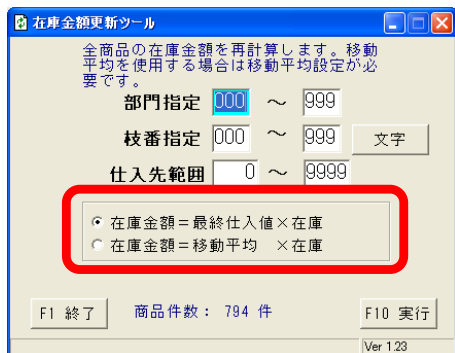 在庫金額更新ツール
全商品の在庫金額を再計算します。移動
平均を使用する場合は移動平均設定が必
要です。
部門指定 000 ～ 999
枝番指定 000 ～ 999 文字
仕入先範囲 0 ～ 9999
在庫金額＝最終仕入値×在庫
在庫金額＝移動平均 ×在庫
F1 終了 商品件数： 794 件 F10 実行
Ver 1.23